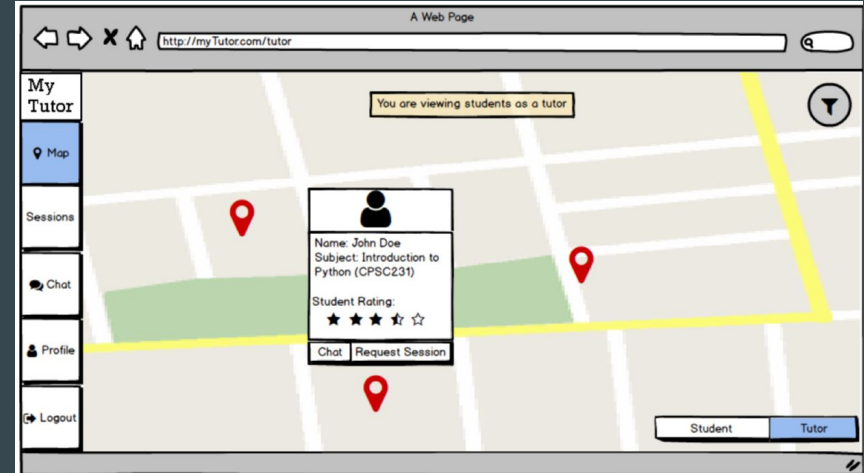 A Web Page
http://myTutor.com/tutor
My
Tutor
You are viewing students as a tutor
Map
Sessions
Name: John Doe
Subject: Introduction to
Python (CPSC231)
Student Rating:
Chat
Profile
Chat Request Session
Logout
Student Tutor